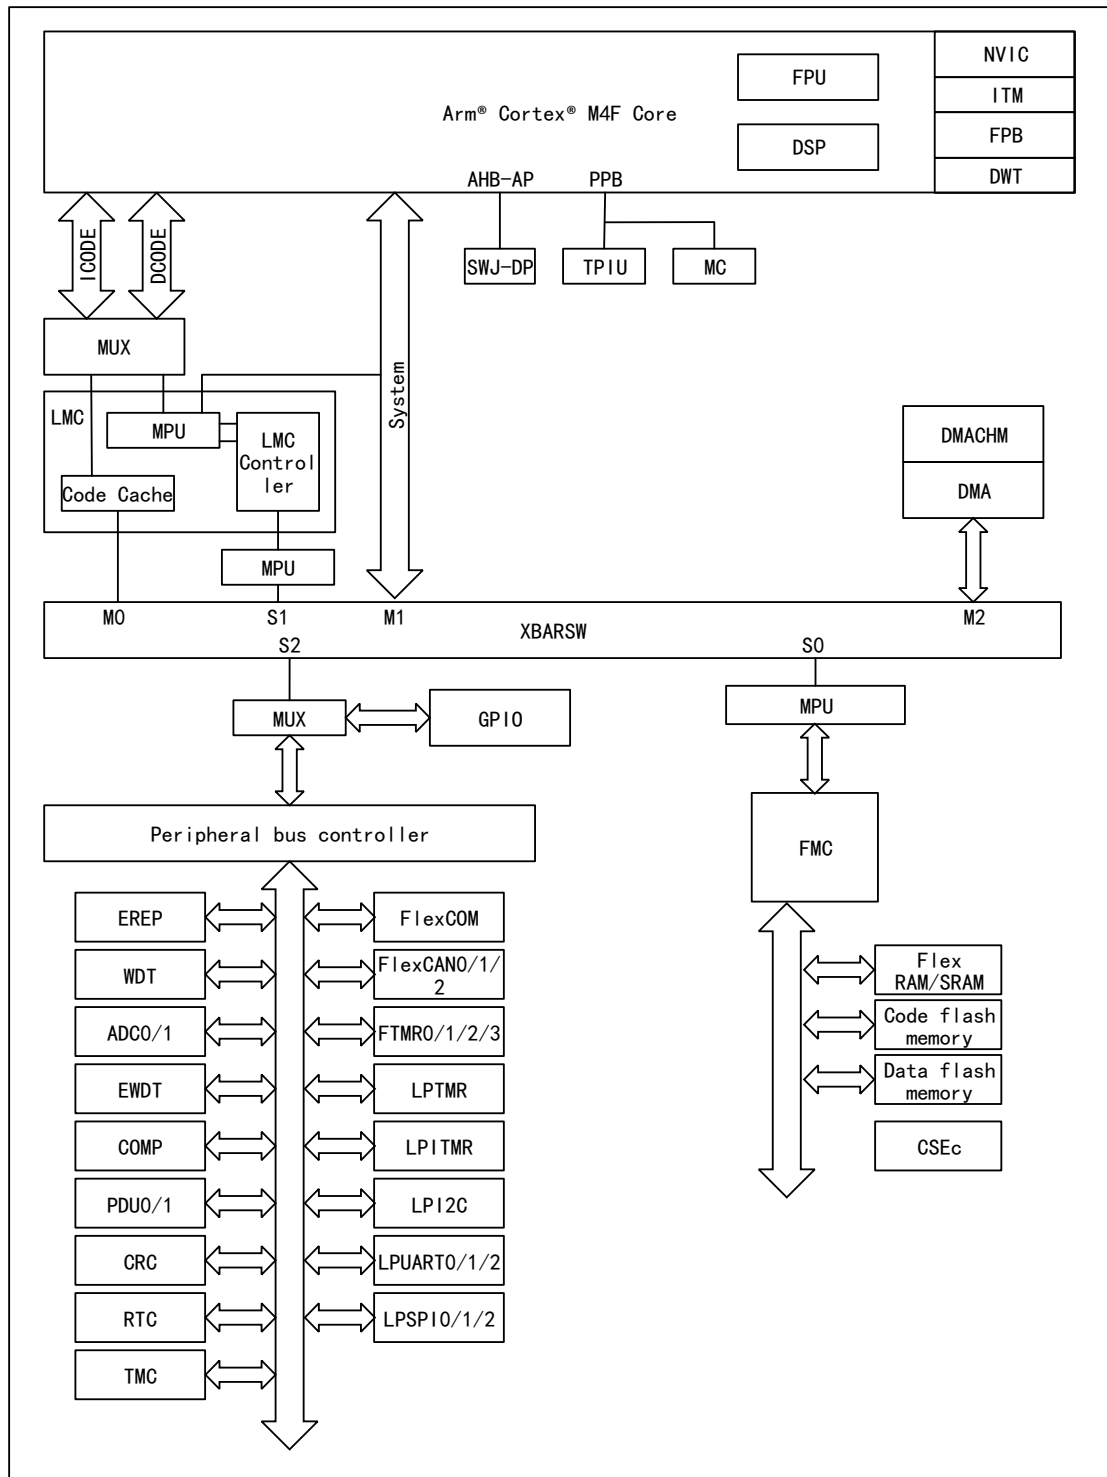 NVIC
FPU
ITM
Arm® Cortex® M4F Core
FPB
DSP
DWT
AHB-AP
PPB
ICODE
DCODE
SWJ-DP
TPIU
MC
MUX
System
LMC
MPU
LMC
Control
ler
Code Cache
DMACHM
DMA
MPU
M0
S1
M1
M2
XBARSW
S2
S0
MUX
GPIO
MPU
Peripheral bus controller
FMC
EREP
FlexCOM
WDT
FlexCAN0/1/
2
ADC0/1
FTMR0/1/2/3
EWDT
LPTMR
COMP
LPITMR
PDU0/1
LPI2C
CRC
LPUART0/1/2
RTC
LPSPI0/1/2
TMC
Flex
RAM/SRAM
Code flash
memory
Data flash
memory
CSEc